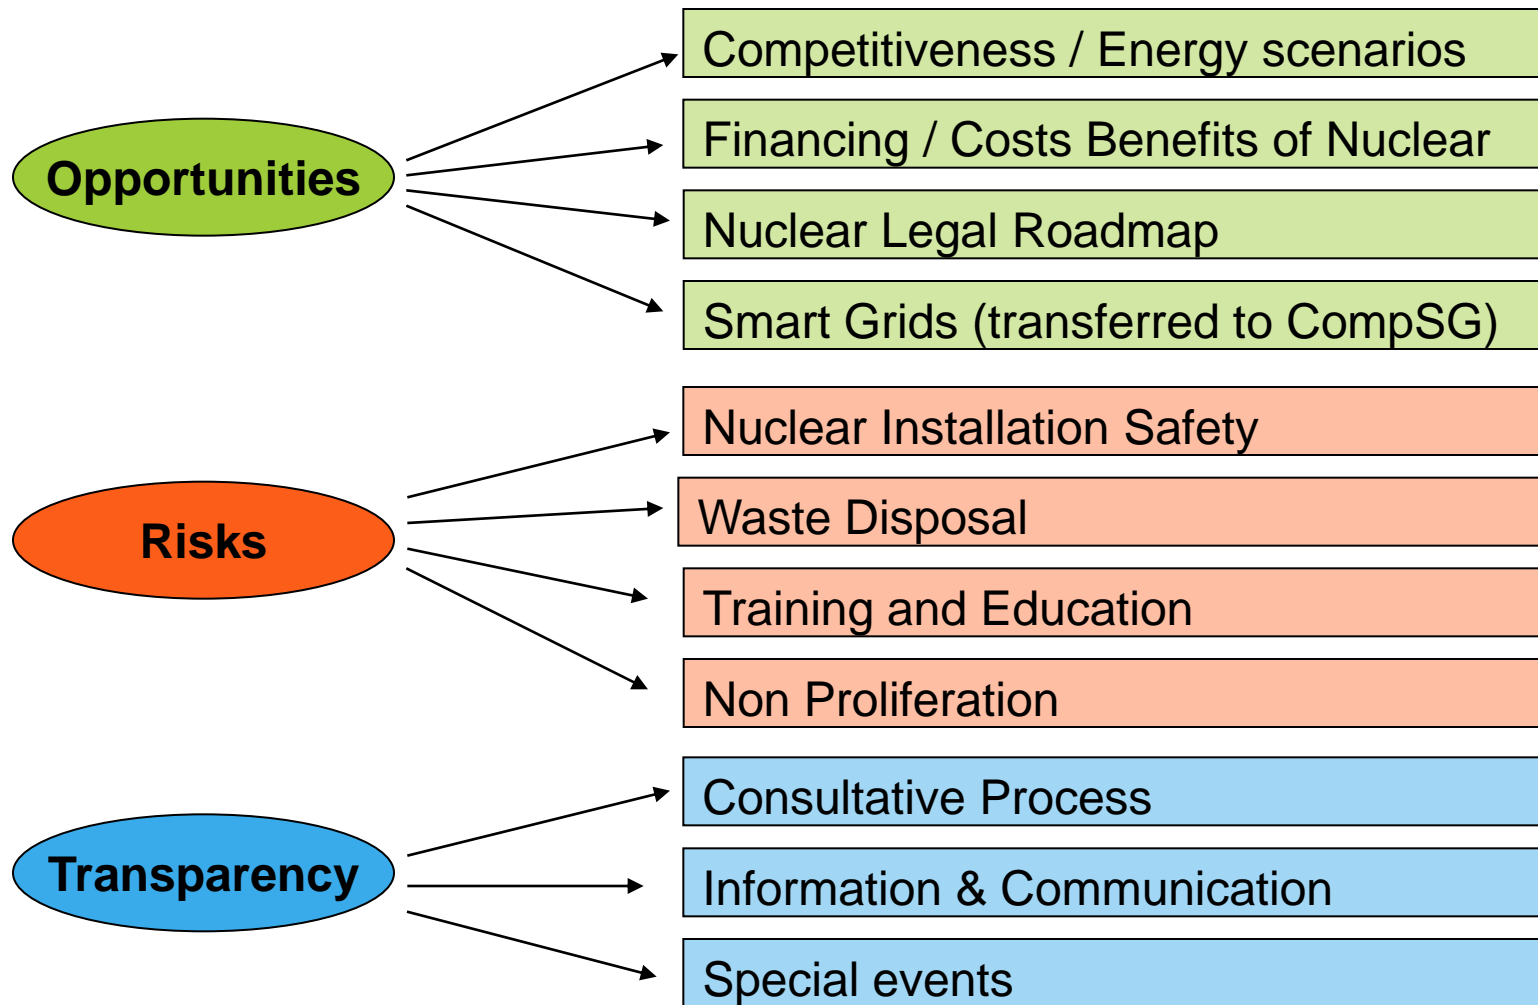 Opportunities
Competitiveness / Energy scenarios
Financing / Costs Benefits of Nuclear
Nuclear Legal Roadmap
Smart Grids (transferred to CompSG)
Risks
Nuclear Installation Safety
Waste Disposal
Training and Education
Non Proliferation
Transparency
Consultative Process
Information & Communication
Special events